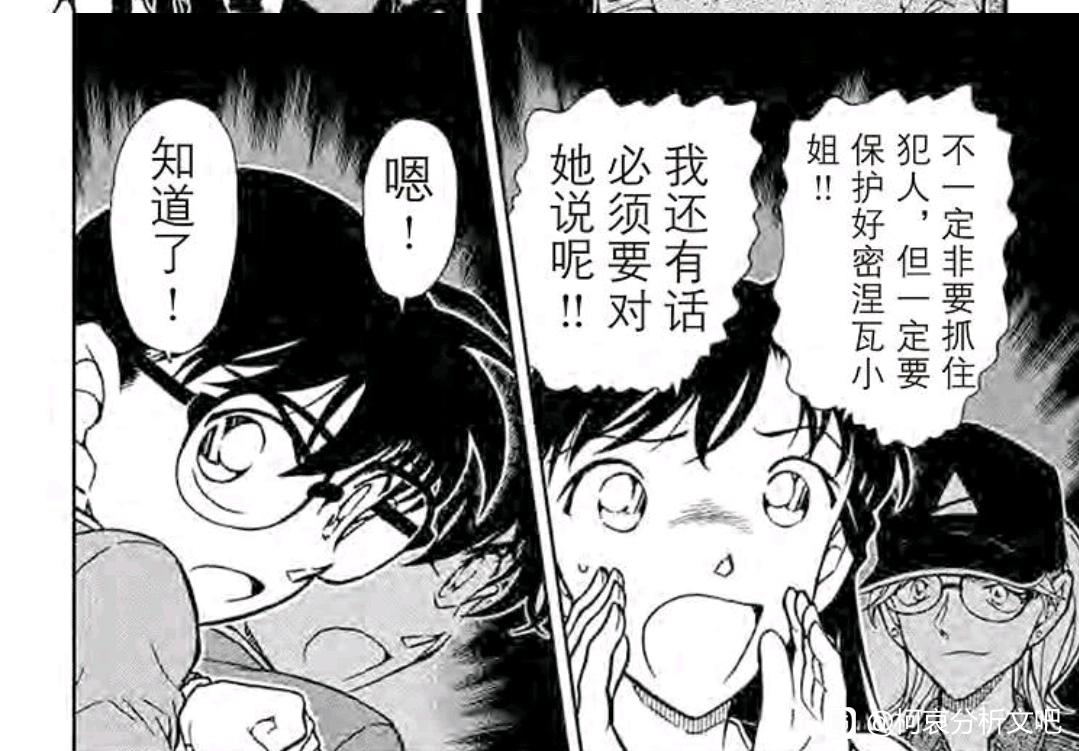 不一定非要抓住
犯人，但一定要
保护好密涅瓦小
姐!!
我还有话
必须要对
她说呢!!
嗯!
知道了!
@柯哀分析文吧